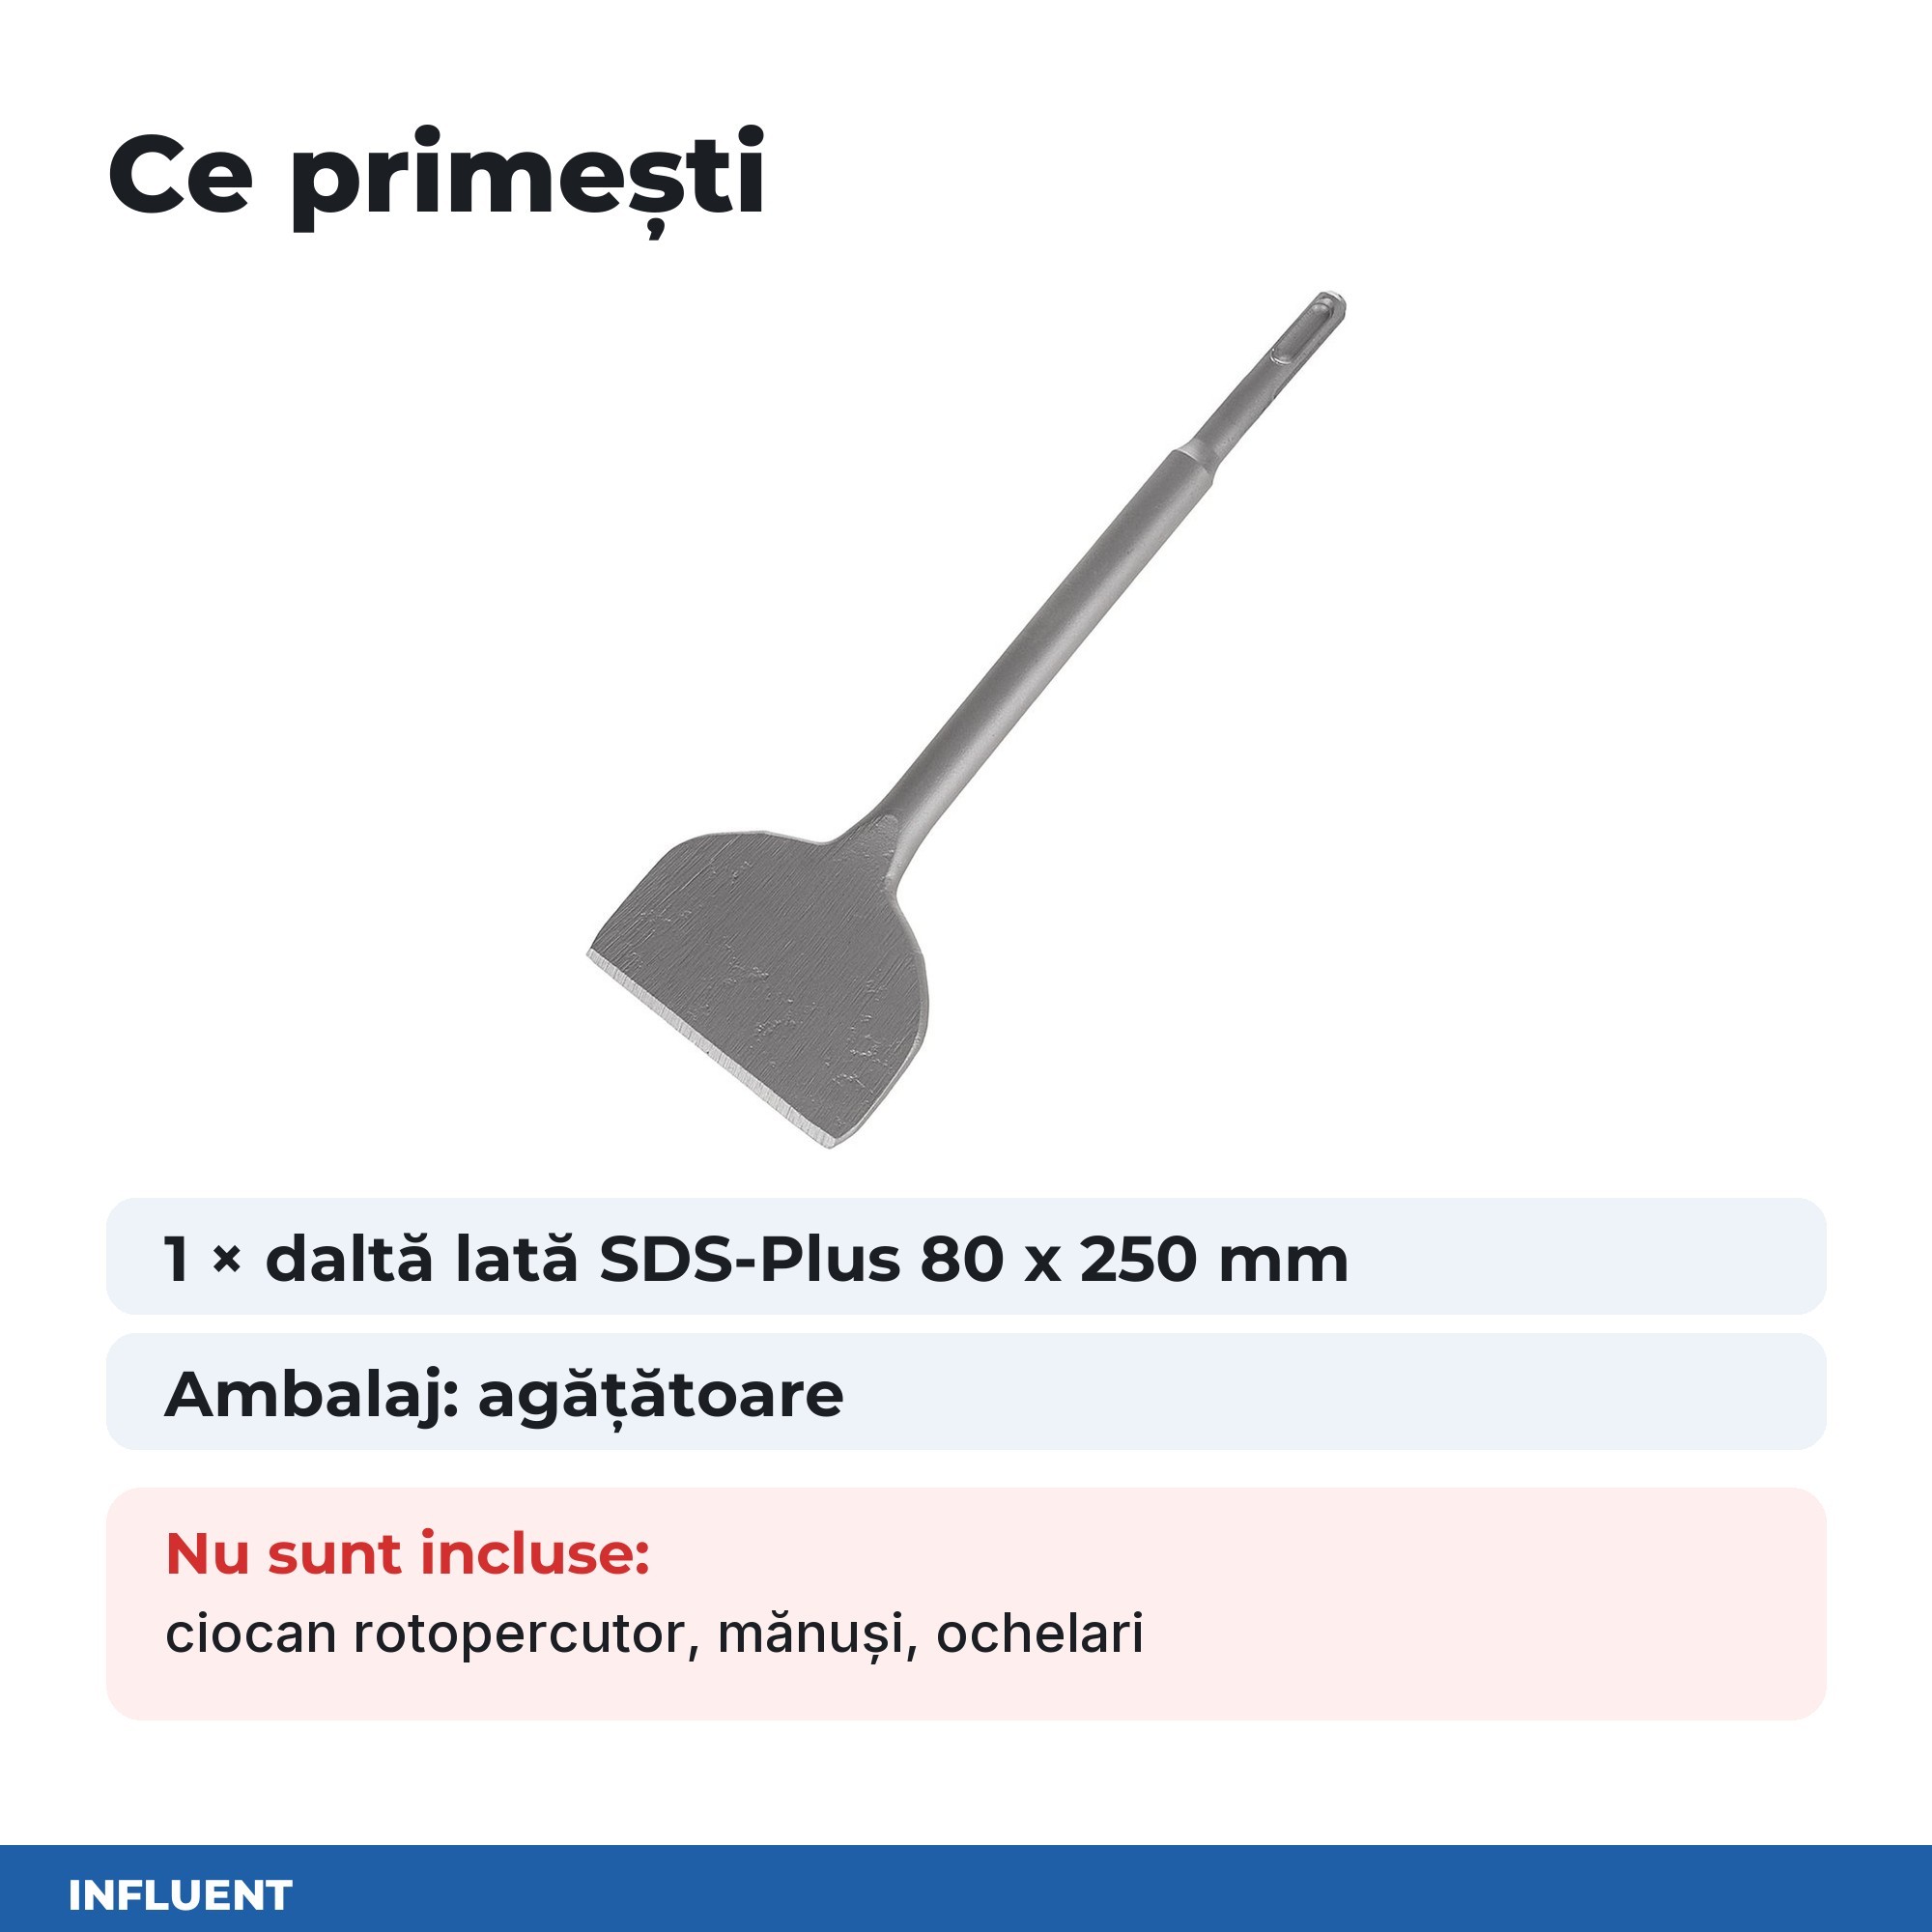 Ce primești
1 × daltă lată SDS-Plus 80 x 250 mm
Ambalaj: agățătoare
Nu sunt incluse:
ciocan rotopercutor, mănuși, ochelari
INFLUENT